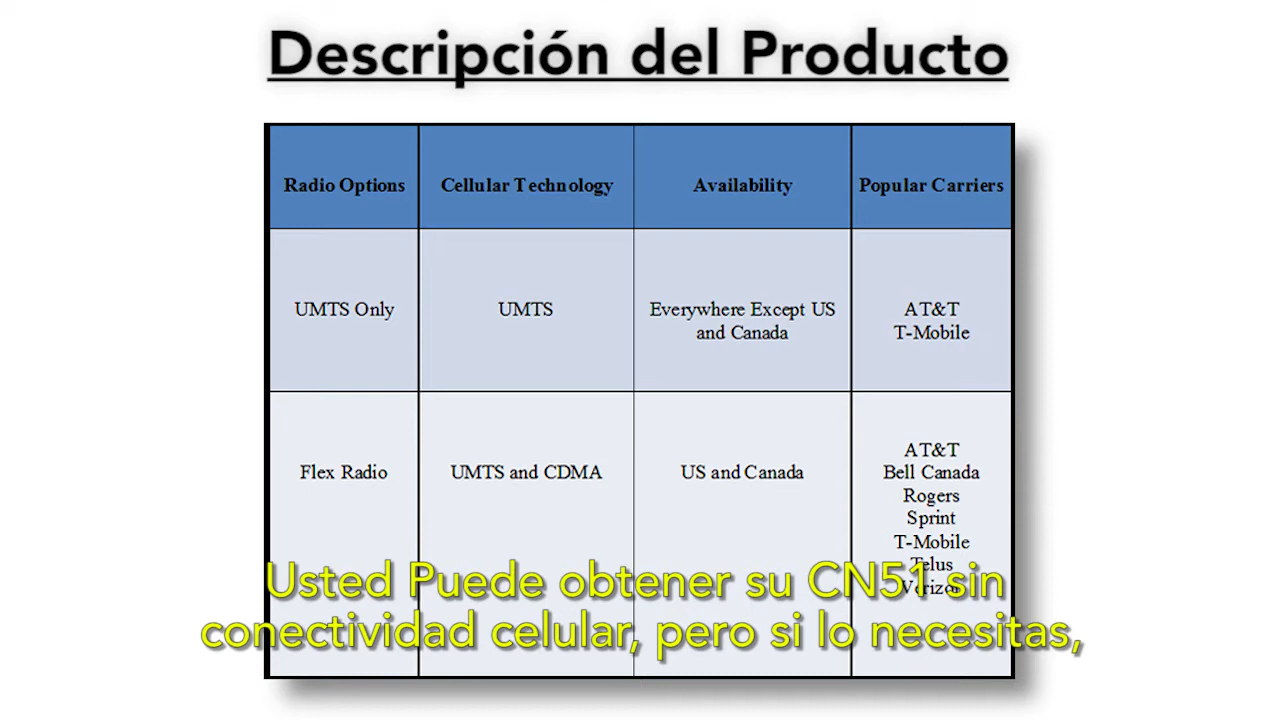 Descripción del Producto
Radio Options
Cellular Technology
Availability
Popular Carriers
UMTS Only
UMTS
Everywhere Except US
and Canada
AT&T
T-Mobile
Flex Radio
UMTS and CDMA
US and Canada
AT&T
Bell Canada
Rogers
Sprint
T-Mobile
Telus
Verizon
Usted Puede obtener su CN51 sin
conectividad celular, pero si lo necesitas,